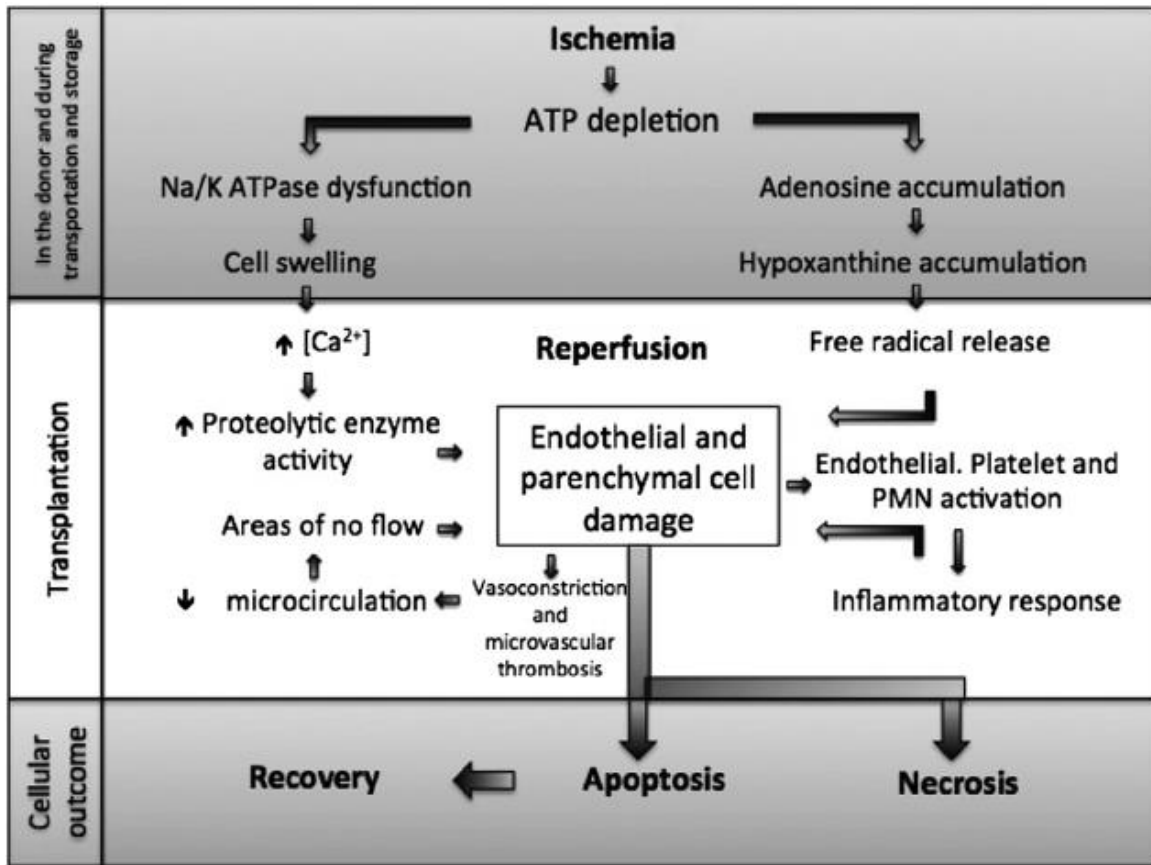 In the donor and during
transportation and storage
Ischemia
ATP depletion
Na/K ATPase dysfunction
Adenosine accumulation
Cell swelling
Hypoxanthine accumulation
Transplantation
↑ [Ca²⁺]
Reperfusion
Free radical release
↑ Proteolytic enzyme
activity
Endothelial and
parenchymal cell
damage
Endothelial. Platelet and
PMN activation
Areas of no flow
↓ microcirculation
Vasoconstriction
and
microvascular
thrombosis
Inflammatory response
Cellular
outcome
Recovery
Apoptosis
Necrosis